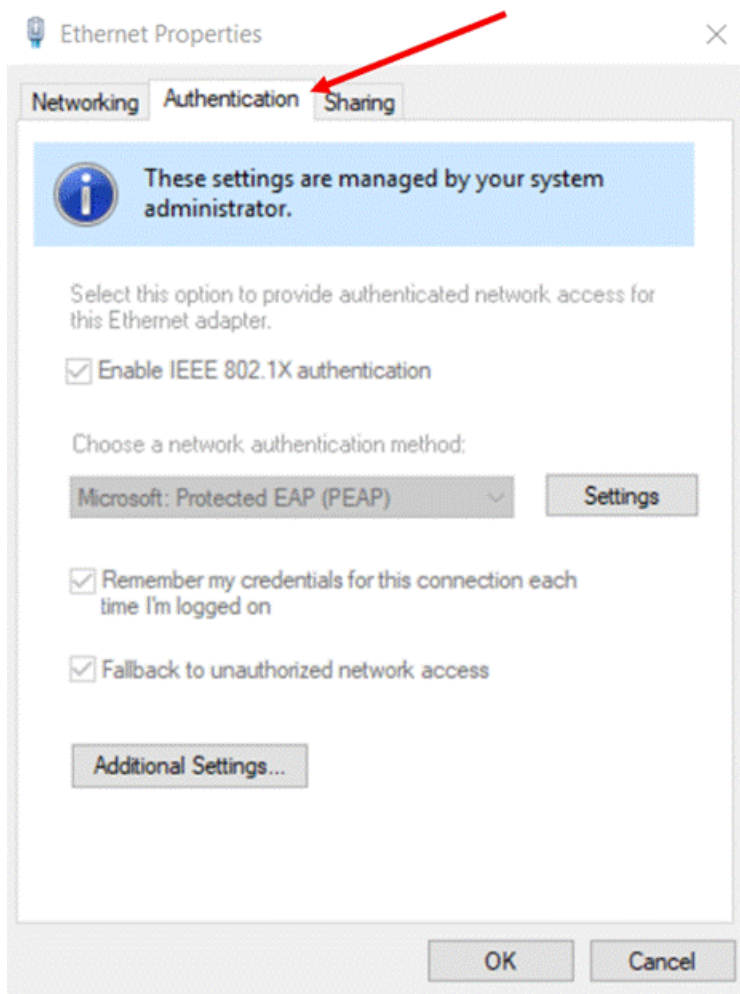 Ethernet Properties
Networking Authentication Sharing
These settings are managed by your system
administrator.
Select this option to provide authenticated network access for
this Ethernet adapter.
Enable IEEE 802.1X authentication
Choose a network authentication method:
Microsoft: Protected EAP (PEAP) Settings
Remember my credentials for this connection each
time I'm logged on
Fallback to unauthorized network access
Additional Settings...
OK Cancel